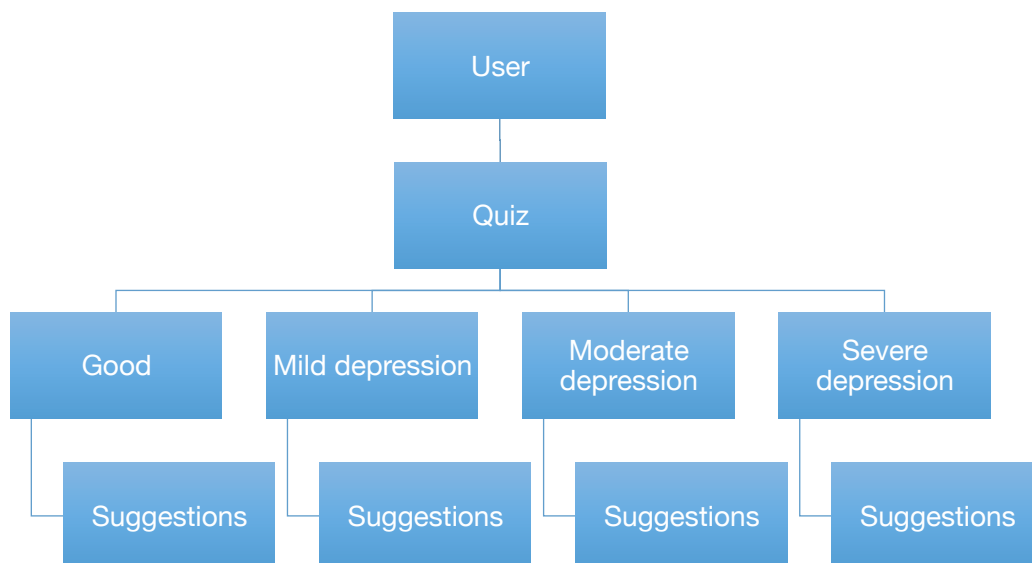 User
Quiz
Good
Mild depression
Moderate
depression
Severe
depression
Suggestions
Suggestions
Suggestions
Suggestions